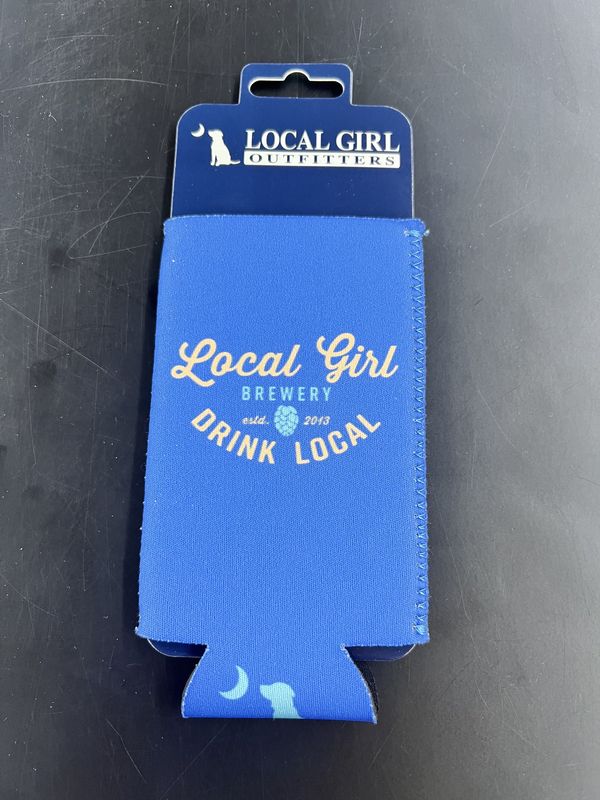 LOCAL GIRL
OUTFITTERS
Local Girl
BREWERY
estd. 2013
DRINK LOCAL